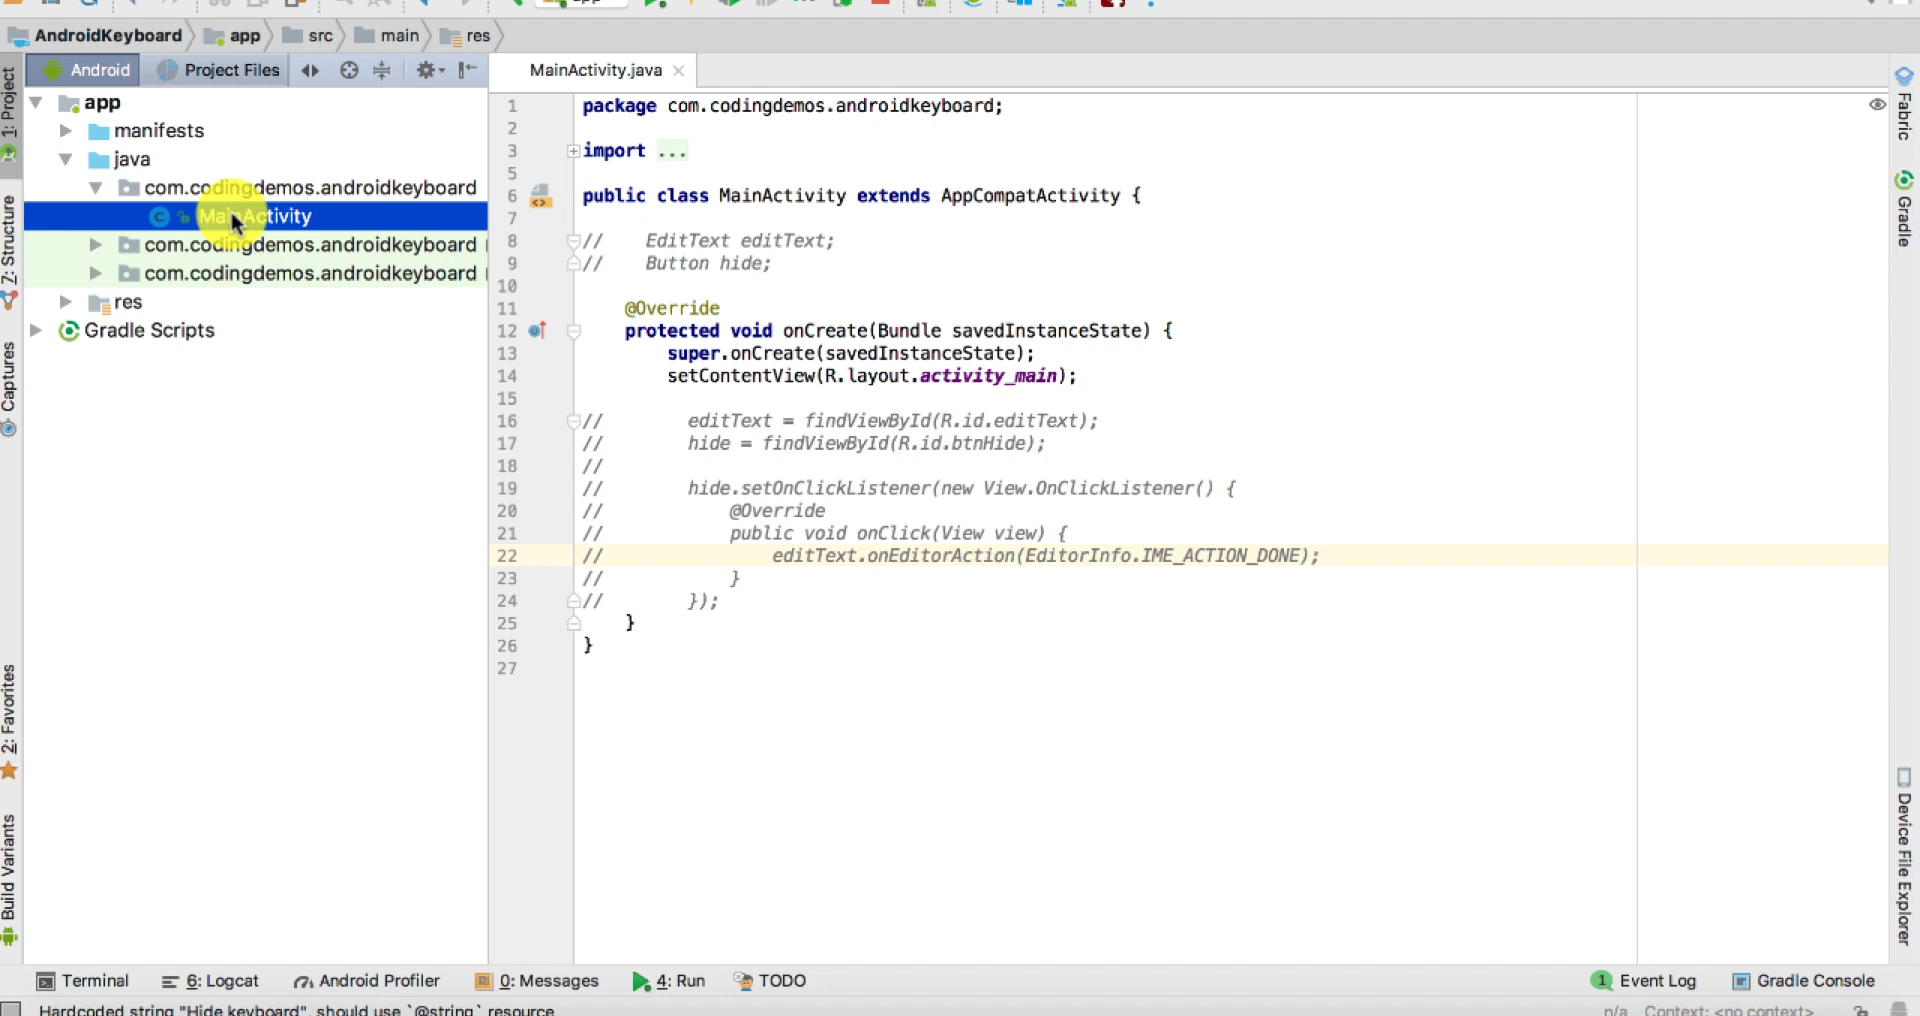 app
AndroidKeyboard app src main res
Android Project Files
MainActivity.java
1: Project
7: Structure
Captures
2: Favorites
Build Variants
app
manifests
java
com.codingdemos.androidkeyboard
MainActivity
com.codingdemos.androidkeyboard
com.codingdemos.androidkeyboard
res
Gradle Scripts
1 package com.codingdemos.androidkeyboard;
2
3 import ...
5
6 public class MainActivity extends AppCompatActivity {
7
8 // EditText editText;
9 // Button hide;
10
11 @Override
12 protected void onCreate(Bundle savedInstanceState) {
13 super.onCreate(savedInstanceState);
14 setContentView(R.layout.activity_main);
15
16 // editText = findViewById(R.id.editText);
17 // hide = findViewById(R.id.btnHide);
18 //
19 // hide.setOnClickListener(new View.OnClickListener() {
20 // @Override
21 // public void onClick(View view) {
22 // editText.onEditorAction(EditorInfo.IME_ACTION_DONE);
23 // }
24 // });
25 }
26 }
27
Fabric
Gradle
Device File Explorer
Terminal 6: Logcat Android Profiler 0: Messages 4: Run TODO 1 Event Log Gradle Console
Hardcoded string "Hide keyboard", should use `@string` resource n/a Context: <no context>